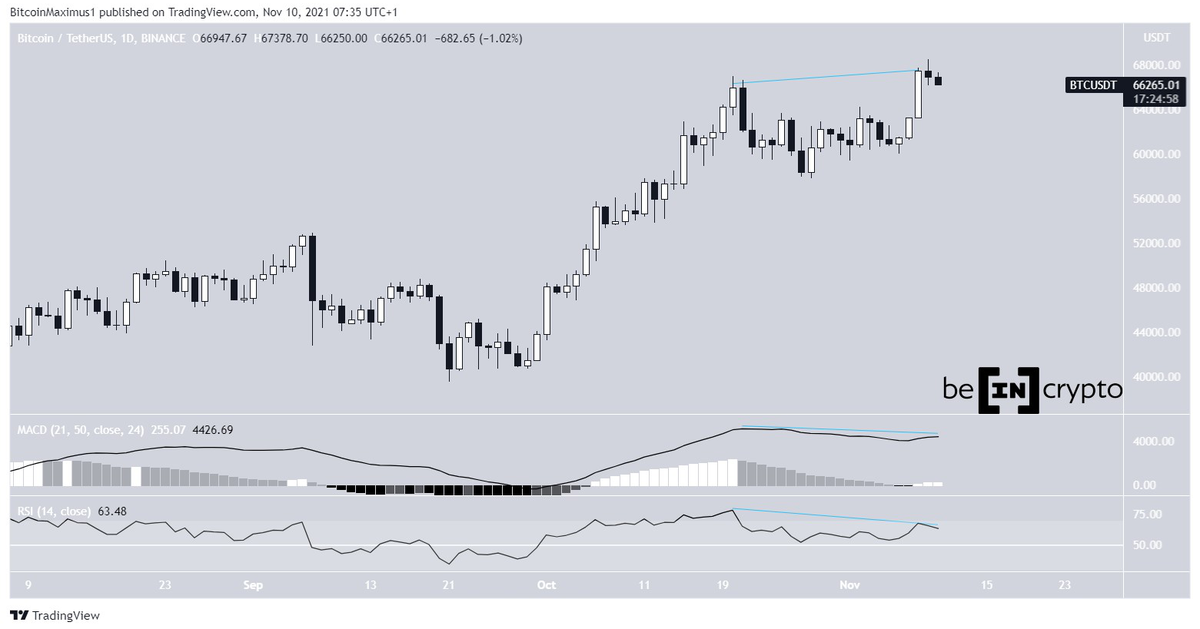 BitcoinMaximus1 published on TradingView.com, Nov 10, 2021 07:35 UTC+1
Bitcoin / TetherUS, 1D, BINANCE O66947.67 H67378.70 L66250.00 C66265.01 −682.65 (−1.02%)
USDT
68000.00
BTCUSDT 66265.01
17:24:58
64000.00
60000.00
56000.00
52000.00
48000.00
44000.00
40000.00
be [IN] crypto
MACD (21, 50, close, 24) 255.07 4426.69
4000.00
0.00
RSI (14, close) 63.48
75.00
50.00
9 23 Sep 13 21 Oct 11 19 Nov 15 23
TradingView